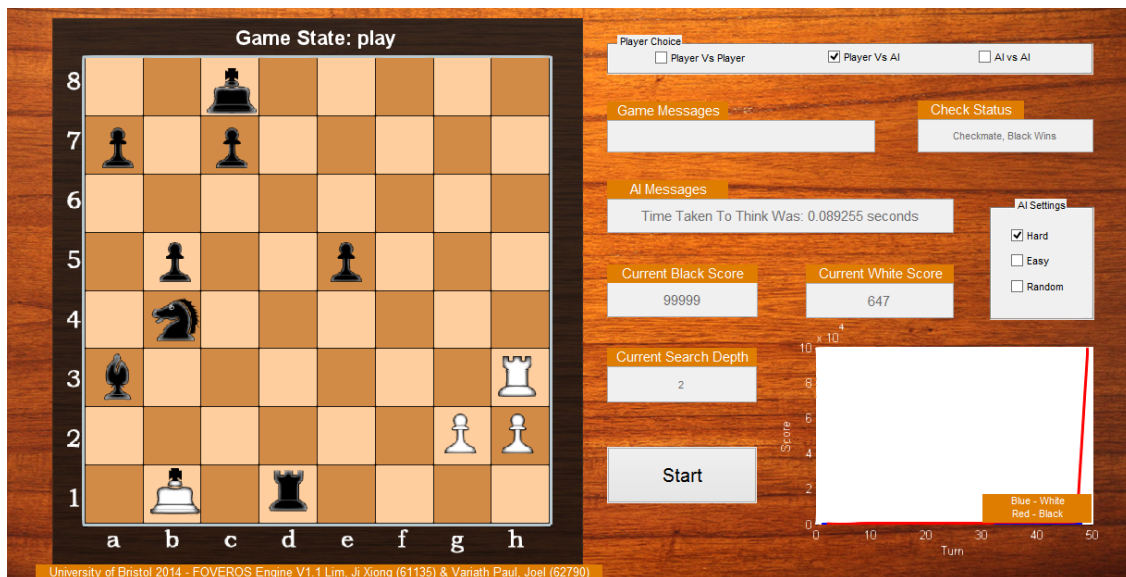 Game State: play
8
7
6
5
4
3
2
1
a b c d e f g h
University of Bristol 2014 - FOVEROS Engine V1.1 Lim, Ji Xiong (61135) & Variath Paul, Joel (62790)
Player Choice
Player Vs Player
Player Vs AI
AI vs AI
Game Messages
Check Status
Checkmate, Black Wins
AI Messages
Time Taken To Think Was: 0.089255 seconds
AI Settings
Hard
Easy
Random
Current Black Score
99999
Current White Score
647
Current Search Depth
2
Start
x 10^4
10
8
6
4
2
0
Score
0 10 20 30 40 50
Turn
Blue - White
Red - Black